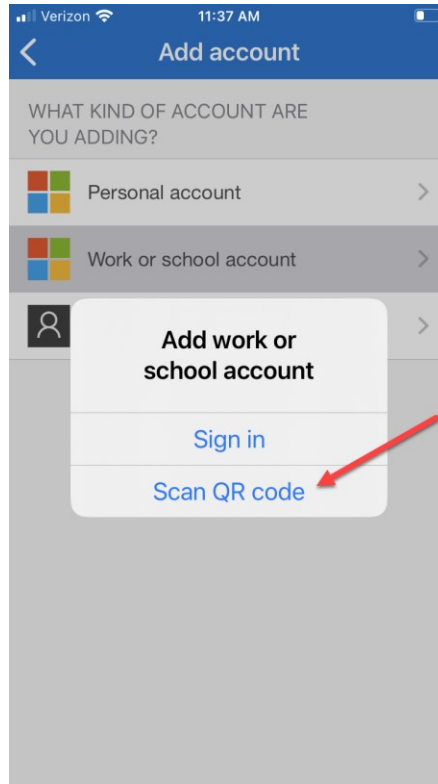 Verizon 11:37 AM
Add account
WHAT KIND OF ACCOUNT ARE
YOU ADDING?
Personal account
Work or school account
Add work or
school account
Sign in
Scan QR code